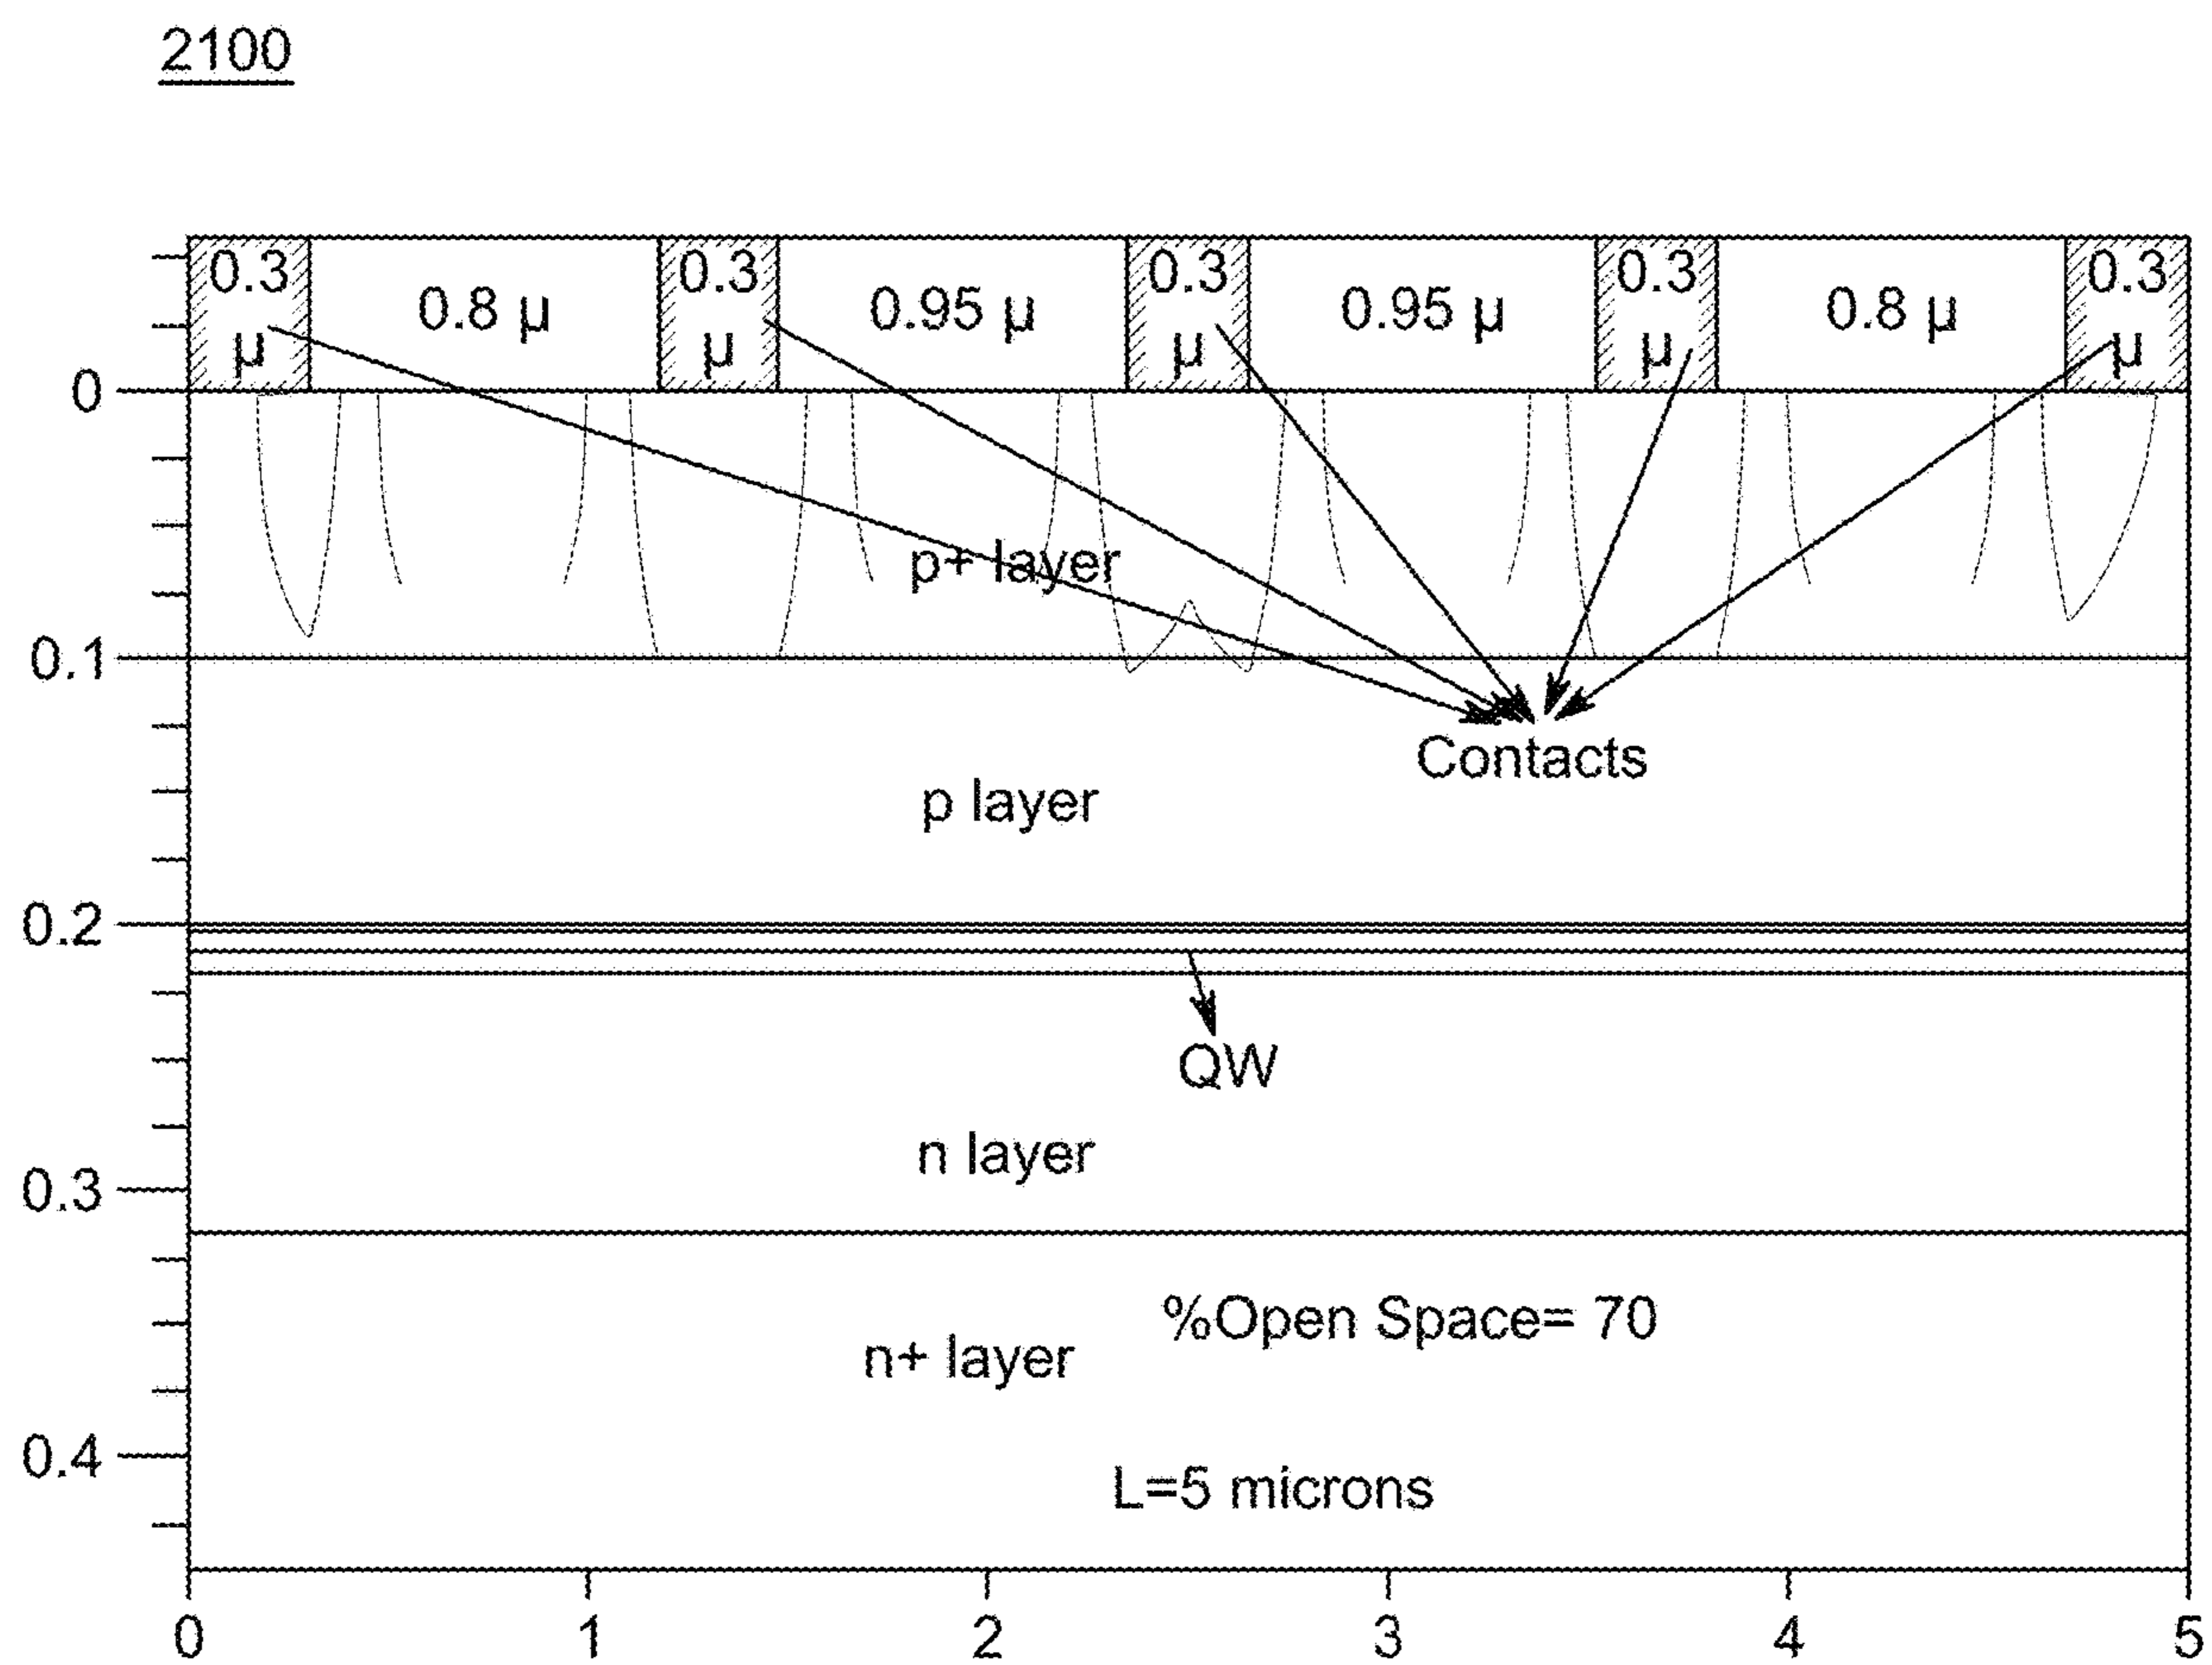 2100
0.3 μ
0.8 μ
0.3 μ
0.95 μ
0.3 μ
0.95 μ
0.3 μ
0.8 μ
0.3 μ
0
p+ layer
0.1
Contacts
p layer
0.2
QW
n layer
0.3
%Open Space= 70
n+ layer
0.4
L=5 microns
0 1 2 3 4 5